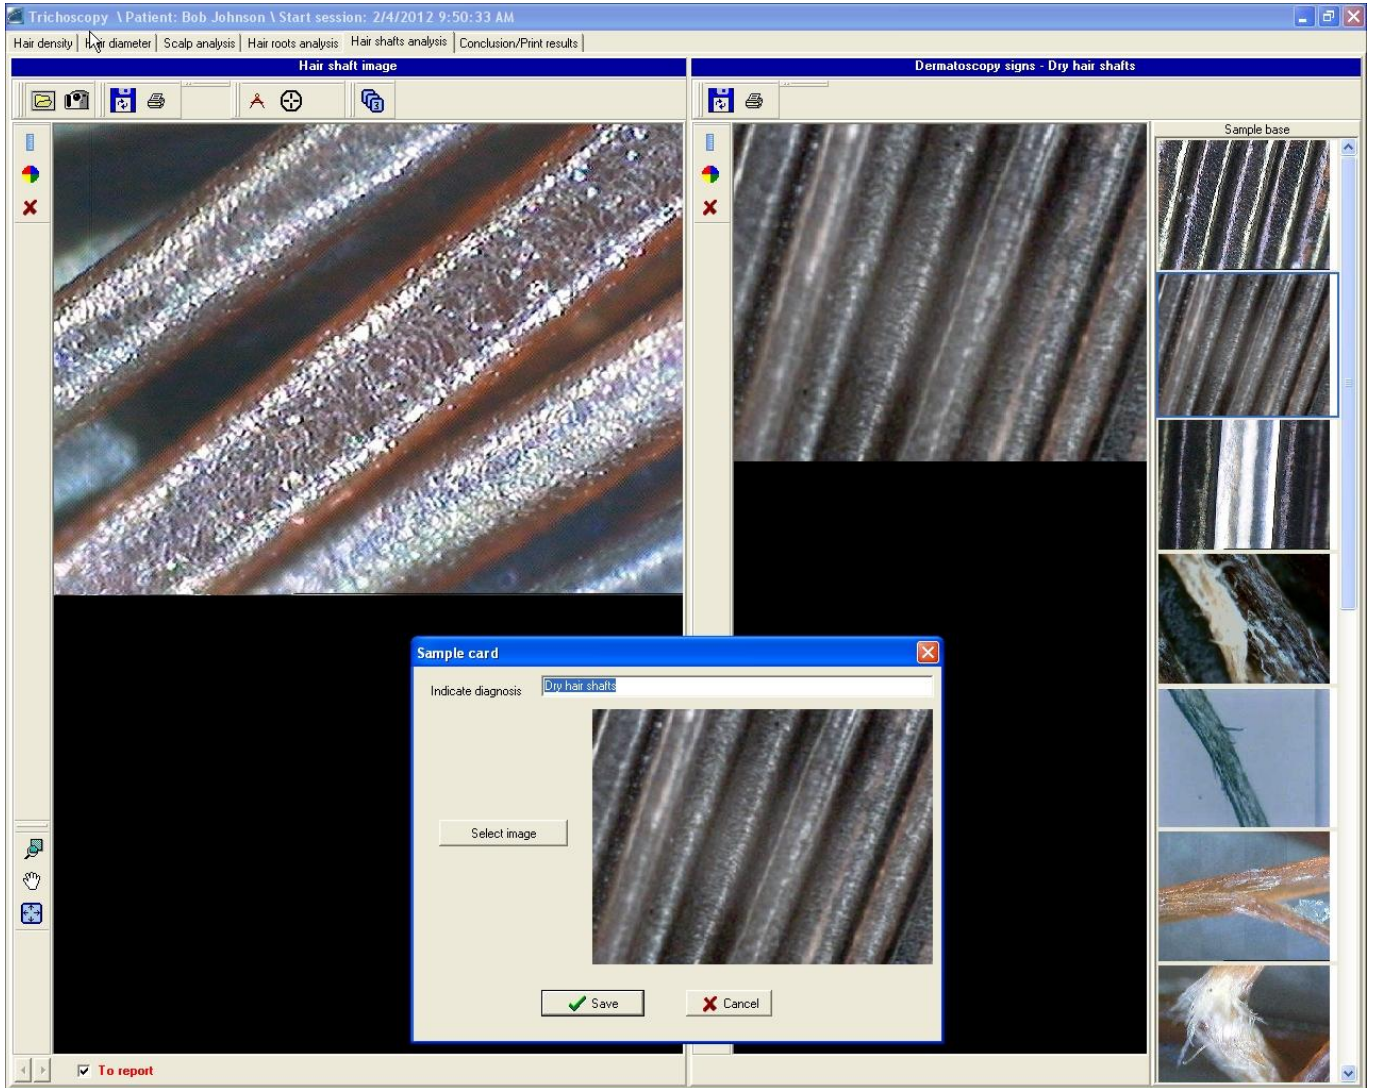 Trichoscopy \ Patient: Bob Johnson \ Start session: 2/4/2012 9:50:33 AM
Hair density Hair diameter Scalp analysis Hair roots analysis Hair shafts analysis Conclusion/Print results
Hair shaft image
Dermatoscopy signs - Dry hair shafts
Sample base
Sample card
Indicate diagnosis
Dry hair shafts
Select image
Save
Cancel
To report